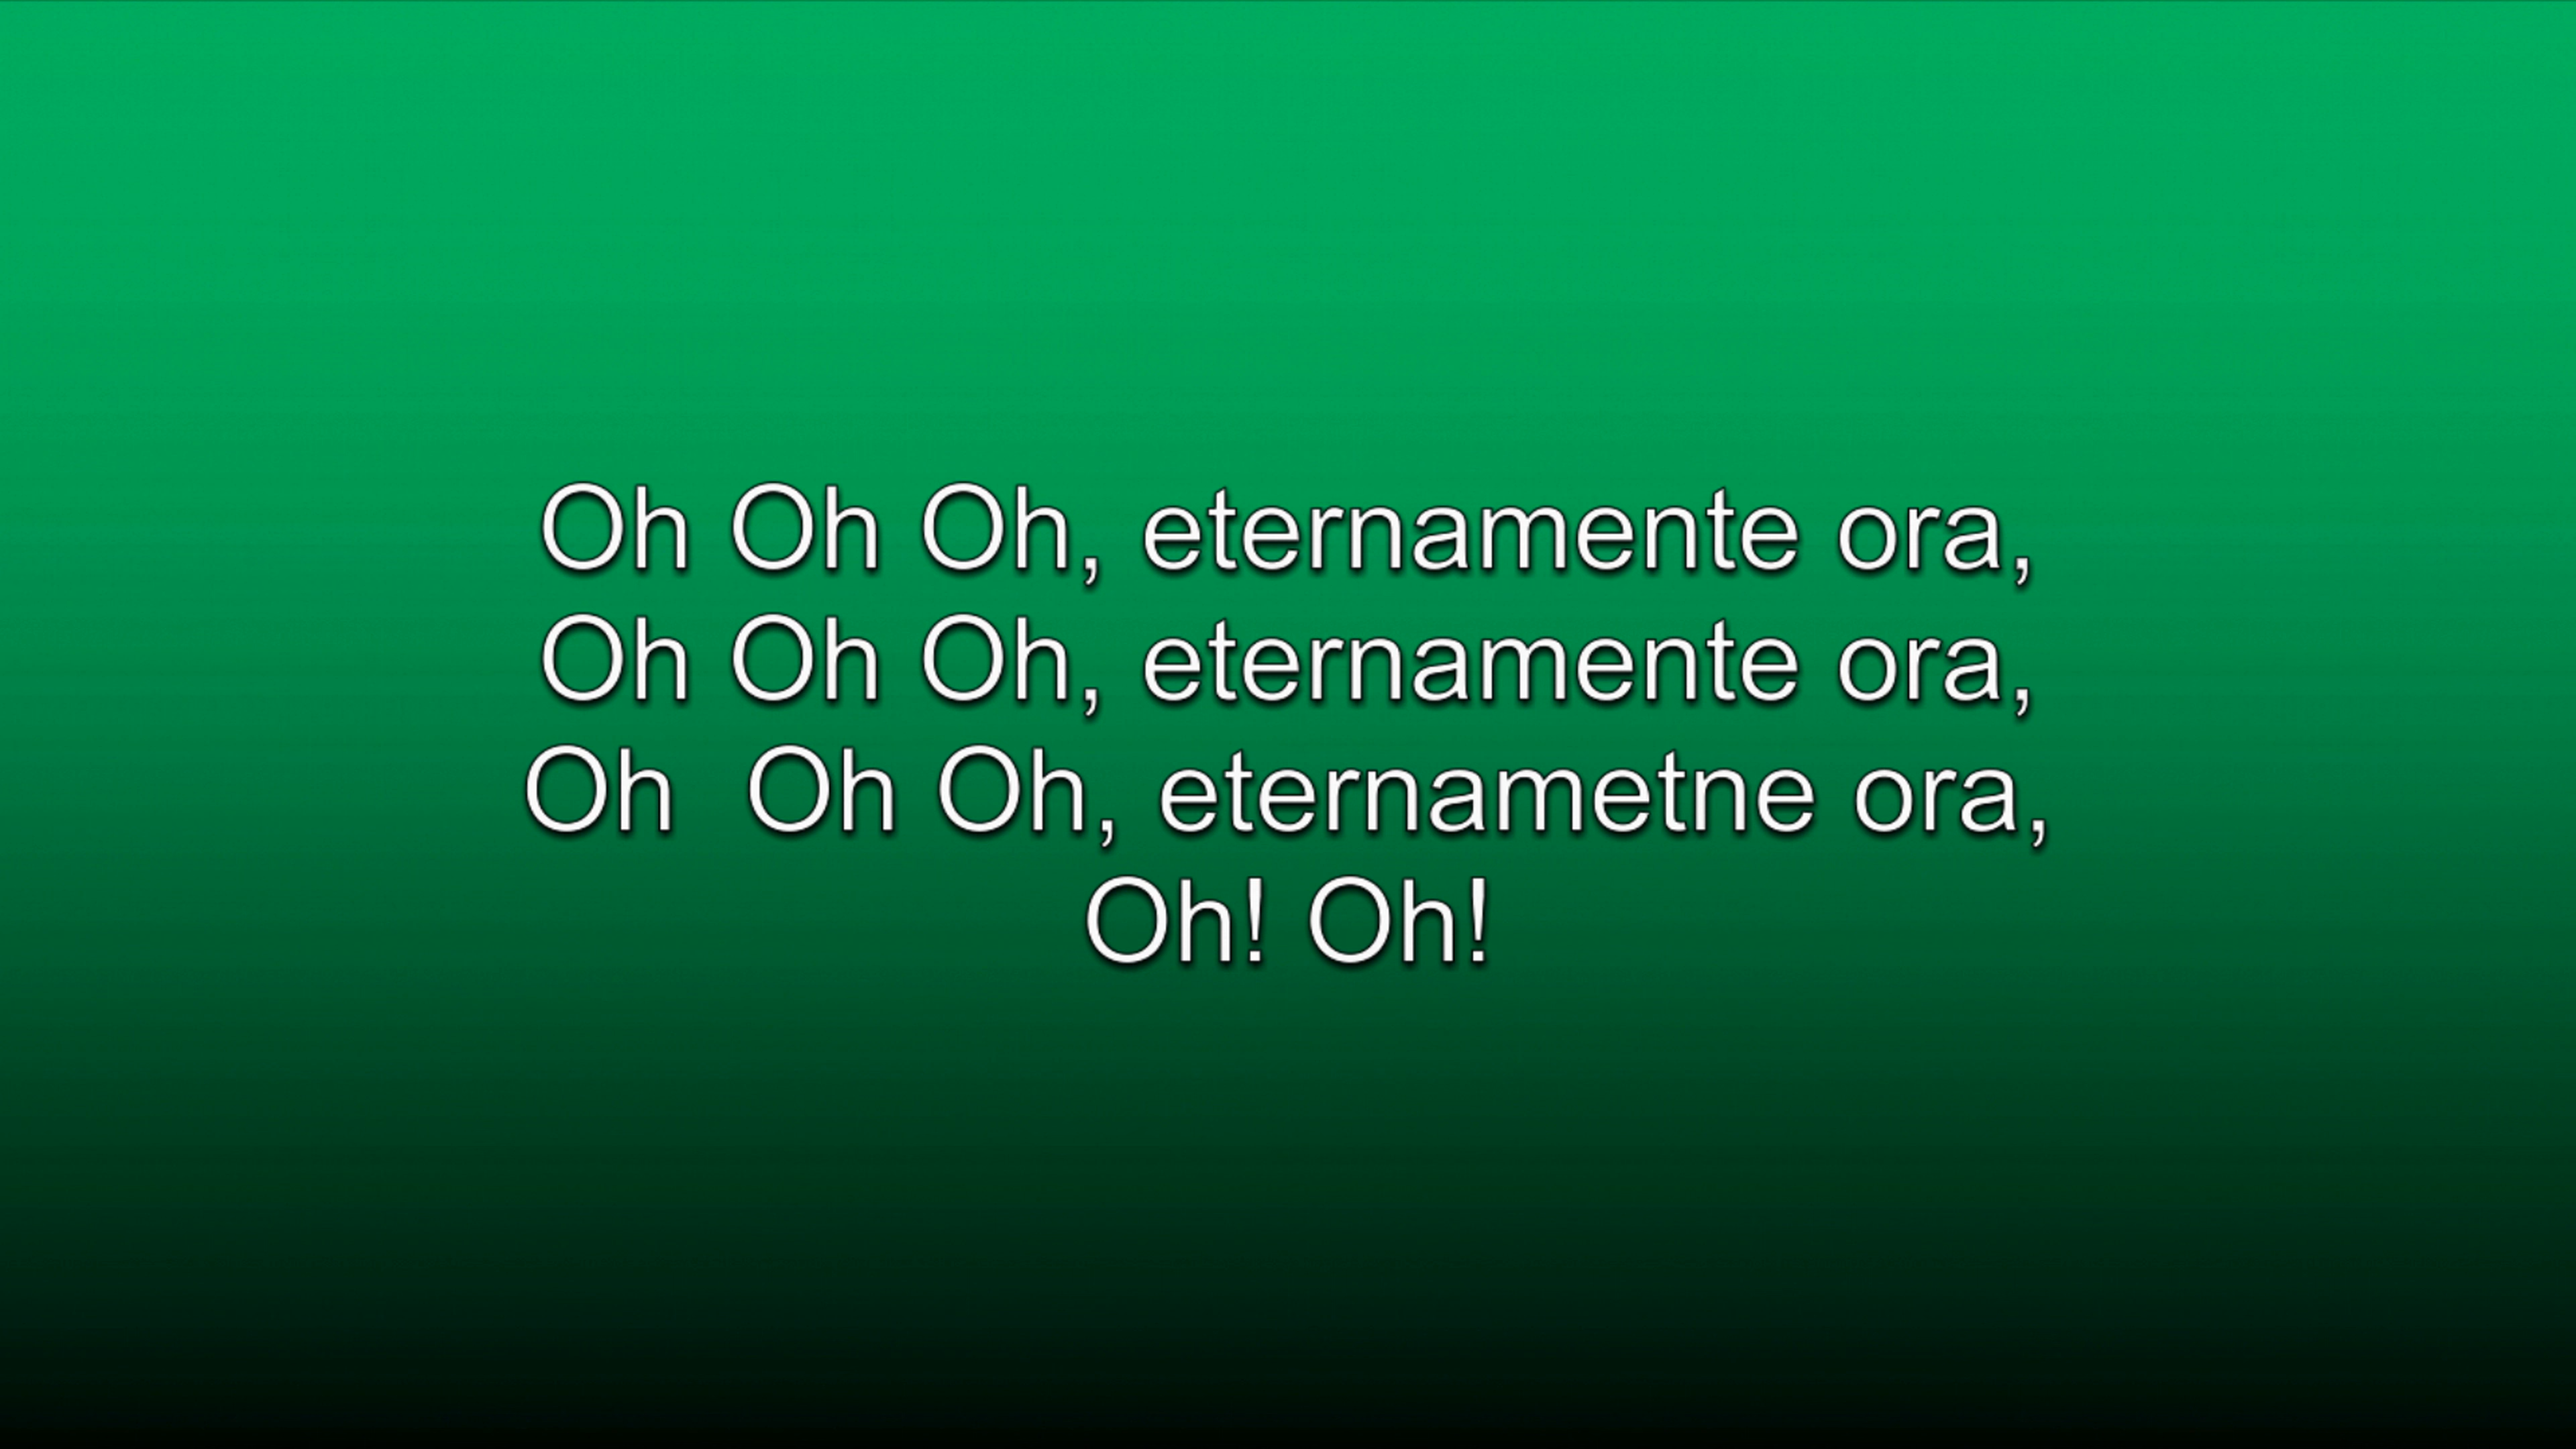 Oh Oh Oh, eternamente ora,
Oh Oh Oh, eternamente ora,
Oh  Oh Oh, eternametne ora,
Oh! Oh!